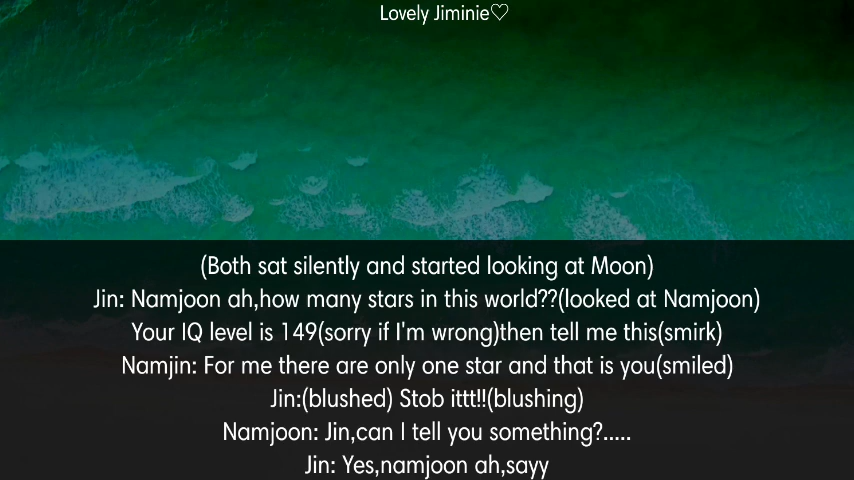 Lovely Jiminie♡
(Both sat silently and started looking at Moon)
Jin: Namjoon ah,how many stars in this world??(looked at Namjoon)
Your IQ level is 149(sorry if I'm wrong)then tell me this(smirk)
Namjin: For me there are only one star and that is you(smiled)
Jin:(blushed) Stob ittt!!(blushing)
Namjoon: Jin,can I tell you something?.....
Jin: Yes,namjoon ah,sayy